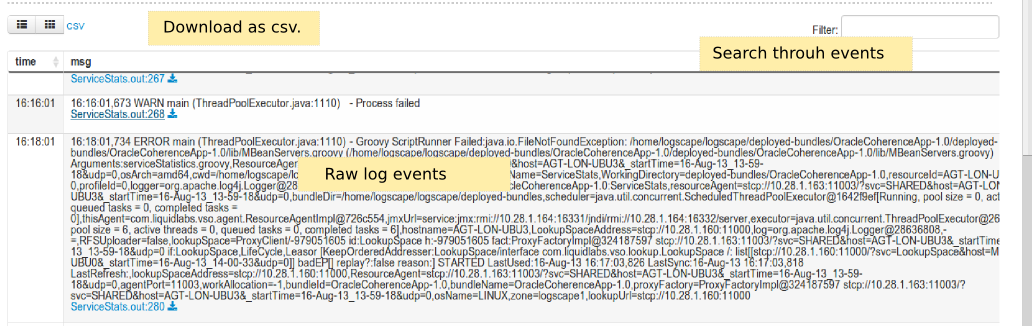 csv
Download as csv.
Filter:
Search throuh events
time
msg
ServiceStats.out:267
16:16:01
16:16:01,673 WARN main (ThreadPoolExecutor.java:1110) - Process failed
ServiceStats.out:268
16:18:01
16:18:01,734 ERROR main (ThreadPoolExecutor.java:1110) - Groovy ScriptRunner Failed:java.io.FileNotFoundException: /home/logscape/logscape/deployed-bundles/OracleCoherenceApp-1.0/deployed-
bundles/OracleCoherenceApp-1.0/lib/MBeanServers.groovy (/home/logscape/logscape/deployed-bundles/OracleCoherenceApp-1.0/deployed-bundles/OracleCoherenceApp-1.0/lib/MBeanServers.groovy)
Arguments:serviceStatistics.groovy,ResourceAgent &host=AGT-LON-UBU3&_startTime=16-Aug-13_13-59-
18&udp=0,osArch=amd64,cwd=/home/logscape/ Name=ServiceStats,WorkingDirectory=deployed-bundles/OracleCoherenceApp-1.0,resourceId=AGT-LON-U
0,profileId=0,logger=org.apache.log4j.Logger@28 CoherenceApp-1.0:ServiceStats,resourceAgent=stcp://10.28.1.163:11003/?svc=SHARED&host=AGT-LON-
UBU3&_startTime=16-Aug-13_13-59-18&udp=0,bundleDir=/home/logscape/logscape/deployed-bundles,scheduler=java.util.concurrent.ScheduledThreadPoolExecutor@1642f9ef[Running, pool size = 0, act
queued tasks = 0, completed tasks =
0],thisAgent=com.liquidlabs.vso.agent.ResourceAgentImpl@726c554,jmxUrl=service:jmx:rmi://10.28.1.164:16331/jndi/rmi://10.28.1.164:16332/server,executor=java.util.concurrent.ThreadPoolExecutor@26
pool size = 6, active threads = 0, queued tasks = 0, completed tasks = 6],hostname=AGT-LON-UBU3,LookupSpaceAddress=stcp://10.28.1.160:11000,log=org.apache.log4j.Logger@28636808,-
=,RFSUploader=false,lookupSpace=ProxyClient/-979051605 id:LookupSpace h:-979051605 fact:ProxyFactoryImpl@324187597 stcp://10.28.1.163:11003/?svc=SHARED&host=AGT-LON-UBU3&_startTime
13_13-59-18&udp=0 if:LookupSpace,LifeCycle,Leasor [KeepOrderedAddresser:LookupSpace/interface com.liquidlabs.vso.lookup.LookupSpace /: list[[stcp://10.28.1.160:11000/?svc=LookupSpace&host=M
UBU0&_startTime=16-Aug-13_14-00-33&udp=0]] badEP[] replay?:false reason:] STARTED LastUsed:16-Aug-13 16:17:03,826 LastSync:16-Aug-13 16:17:03,818
LastRefresh:,lookupSpaceAddress=stcp://10.28.1.160:11000,ResourceAgent=stcp://10.28.1.163:11003/?svc=SHARED&host=AGT-LON-UBU3&_startTime=16-Aug-13_13-59-
18&udp=0,agentPort=11003,workAllocation=-1,bundleId=OracleCoherenceApp-1.0,bundleName=OracleCoherenceApp-1.0,proxyFactory=ProxyFactoryImpl@324187597 stcp://10.28.1.163:11003/?
svc=SHARED&host=AGT-LON-UBU3&_startTime=16-Aug-13_13-59-18&udp=0,osName=LINUX,zone=logscape1,lookupUrl=stcp://10.28.1.160:11000
Raw log events
ServiceStats.out:280